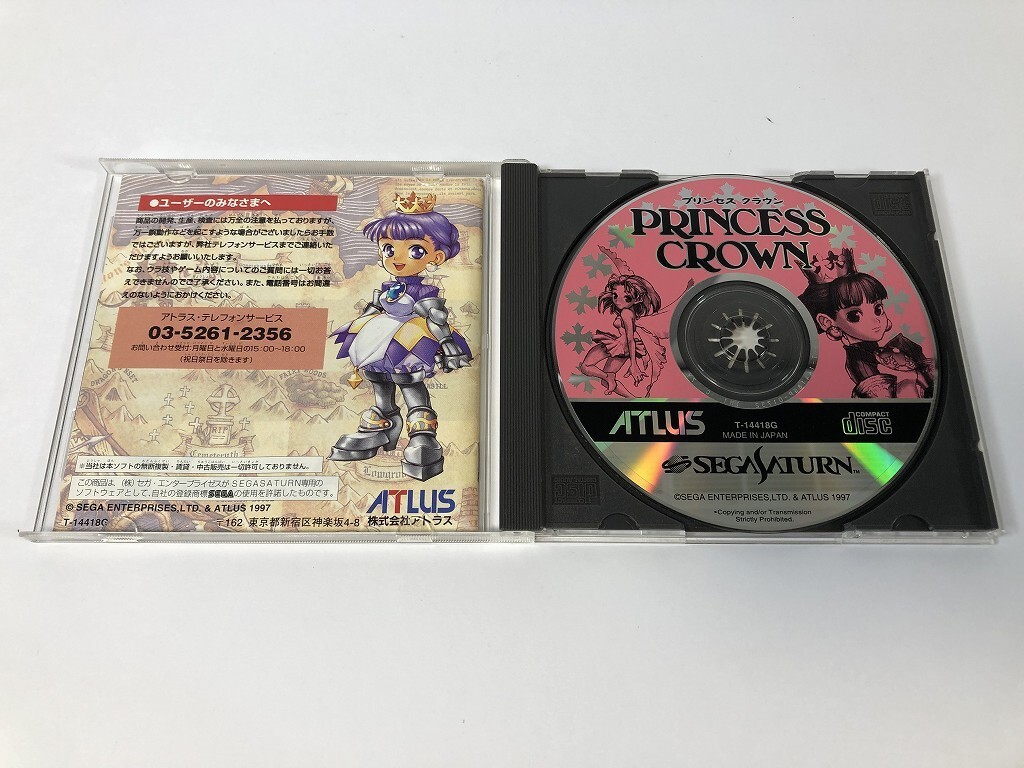 ●ユーザーのみなさまへ
商品の開発、生産、検査には万全の注意を払っておりますが、
万一誤動作などを起こすような場合がございましたらお手数
ではございますが、弊社テレフォンサービスまでご連絡いた
だけますようお願いいたします。
なお、ウラ技やゲーム内容についてのご質問には一切お答
えできませんのでご了承ください。また、電話番号はお間違
えのないようにおかけください。
アトラス・テレフォンサービス
03-5261-2356
お問い合わせ受付:月曜日と水曜日の15:00~18:00
(祝日祭日を除きます)
Cemeteenth
※当社は本ソフトの無断複製・賃貸・中古販売は一切許可しておりません。
この商品は、(株)セガ・エンタープライゼスがSEGASATURN専用の
ソフトウェアとして、自社の登録商標SEGAの使用を許諾したものです。
© SEGA ENTERPRISES,LTD. & ATLUS 1997
T-14418G
ATLUS
株式会社アトラス
〒162 東京都新宿区神楽坂4-8
プリンセス クラウン
PRINCESS
CROWN
ATLUS
T-14418G
MADE IN JAPAN
COMPACT
disc
SEGASATURN™
©SEGA ENTERPRISES,LTD. & ATLUS 1997
•Copying and/or Transmission
Strictly Prohibited.